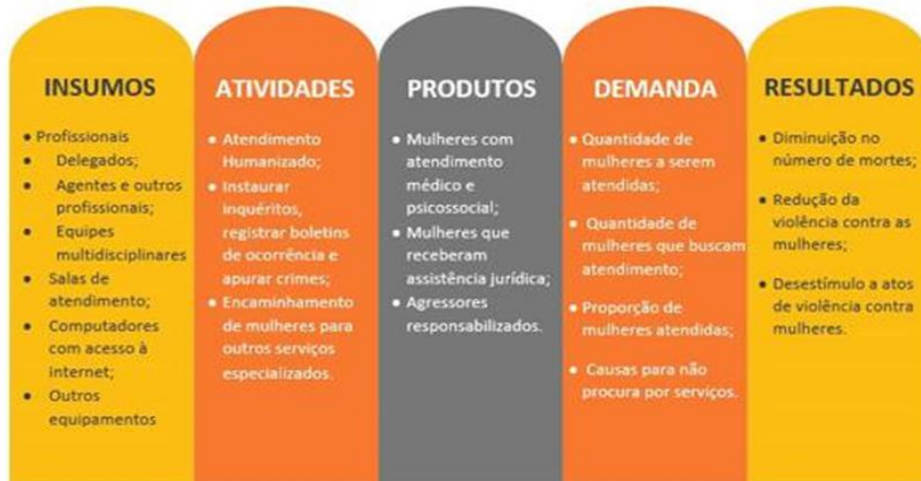 INSUMOS
• Profissionais
• Delegados;
• Agentes e outros
profissionais;
• Equipes
multidisciplinares
• Salas de
atendimento;
• Computadores
com acesso à
internet;
• Outros
equipamentos
ATIVIDADES
• Atendimento
Humanizado;
• Instaurar
inquéritos,
registrar boletins
de ocorrência e
apurar crimes;
• Encaminhamento
de mulheres para
outros serviços
especializados.
PRODUTOS
• Mulheres com
atendimento
médico e
psicossocial;
• Mulheres que
receberam
assistência jurídica;
• Agressores
responsabilizados.
DEMANDA
• Quantidade de
mulheres a serem
atendidas;
• Quantidade de
mulheres que buscam
atendimento;
• Proporção de
mulheres atendidas;
• Causas para não
procura por serviços.
RESULTADOS
• Diminuição no
número de mortes;
• Redução da
violência contra as
mulheres;
• Desestímulo a atos
de violência contra
mulheres.